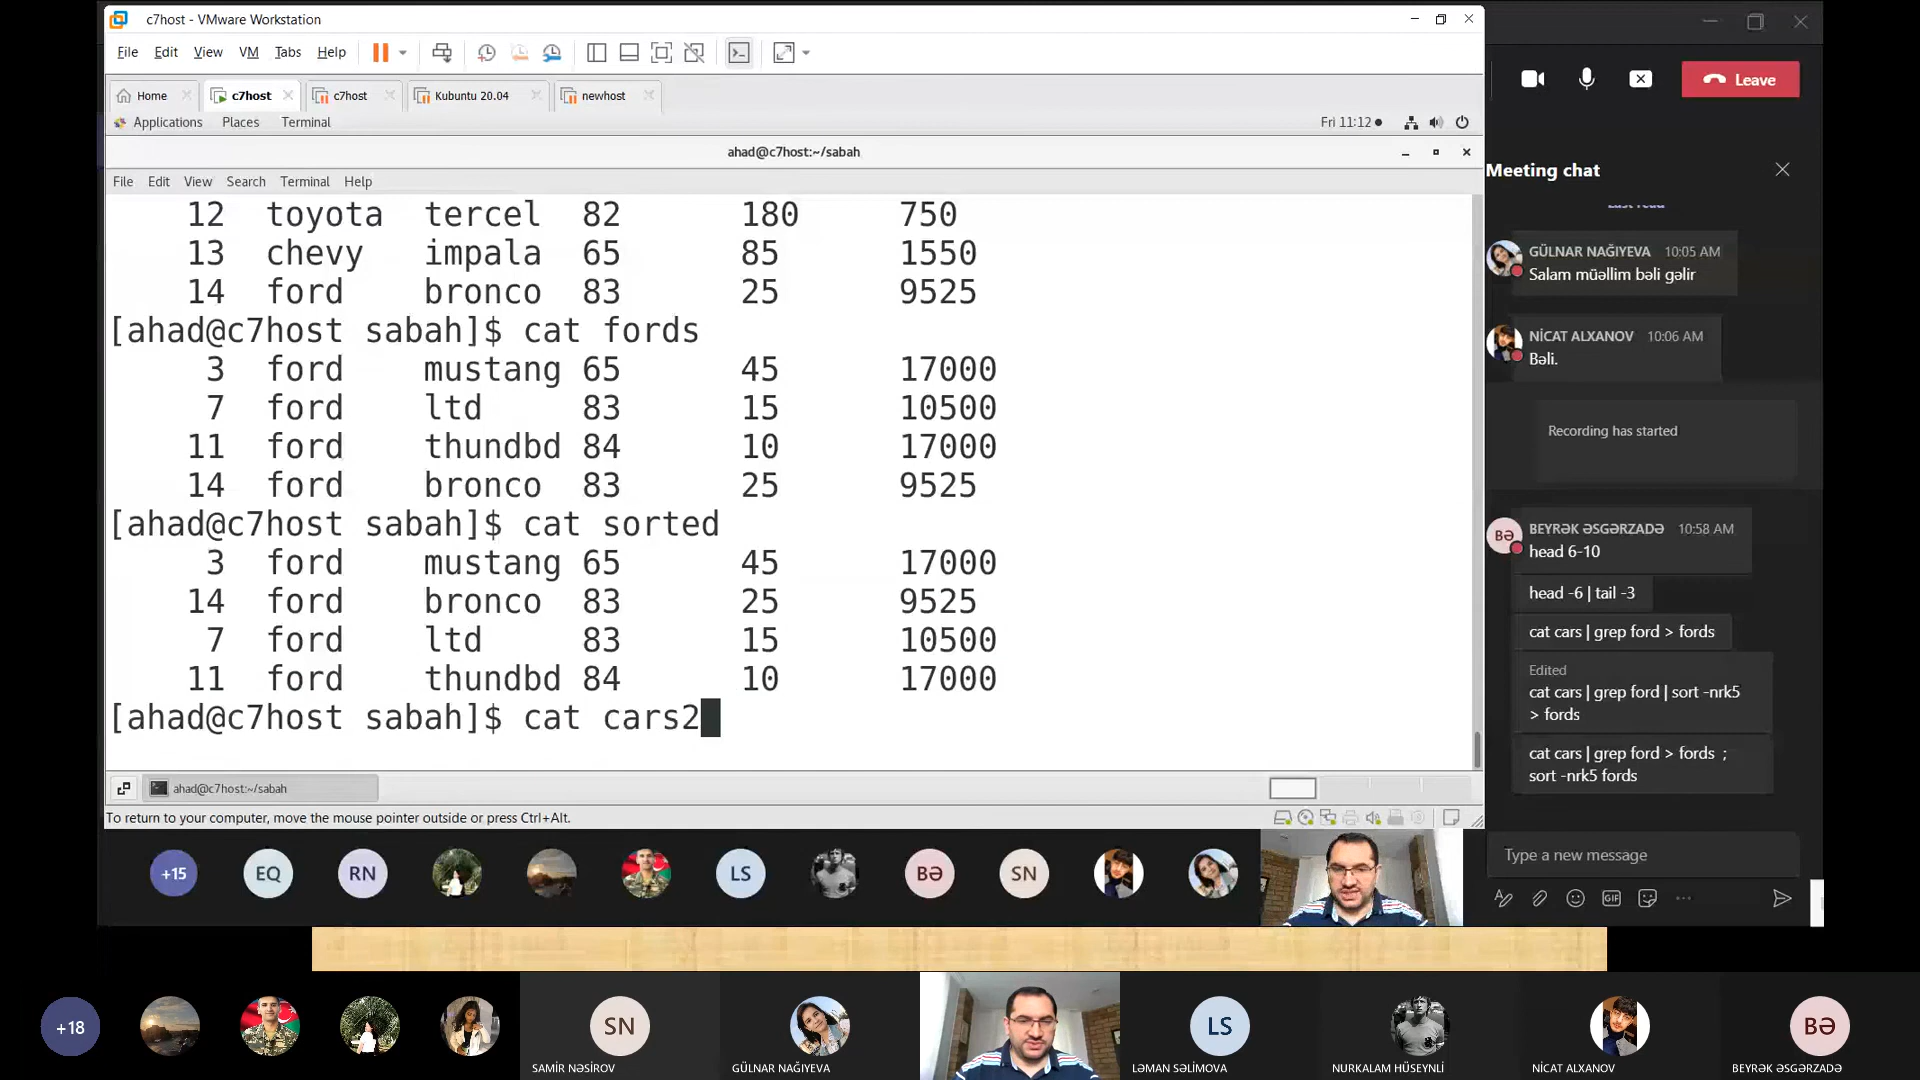 c7host - VMware Workstation
File Edit View VM Tabs Help
Home c7host c7host Kubuntu 20.04 newhost
Applications Places Terminal Fri 11:12
ahad@c7host:~/sabah
File Edit View Search Terminal Help
12 toyota tercel 82 180 750
13 chevy impala 65 85 1550
14 ford bronco 83 25 9525
[ahad@c7host sabah]$ cat fords
3 ford mustang 65 45 17000
7 ford ltd 83 15 10500
11 ford thundbd 84 10 17000
14 ford bronco 83 25 9525
[ahad@c7host sabah]$ cat sorted
3 ford mustang 65 45 17000
14 ford bronco 83 25 9525
7 ford ltd 83 15 10500
11 ford thundbd 84 10 17000
[ahad@c7host sabah]$ cat cars2
ahad@c7host:~/sabah
To return to your computer, move the mouse pointer outside or press Ctrl+Alt.
Leave
Meeting chat
Last read
GÜLNAR NAĞIYEVA 10:05 AM
Salam müəllim bəli gəlir
NİCAT ALXANOV 10:06 AM
Bəli.
Recording has started
BƏ BEYRƏK ƏSGƏRZADƏ 10:58 AM
head 6-10
head -6 | tail -3
cat cars | grep ford > fords
Edited
cat cars | grep ford | sort -nrk5
> fords
cat cars | grep ford > fords ;
sort -nrk5 fords
Type a new message
GIF
+15 EQ RN LS BƏ SN
+18 SN LS BƏ
SAMİR NƏSİROV GÜLNAR NAĞIYEVA LƏMAN SƏLİMOVA NURKALAM HÜSEYNLİ NİCAT ALXANOV BEYRƏK ƏSGƏRZADƏ